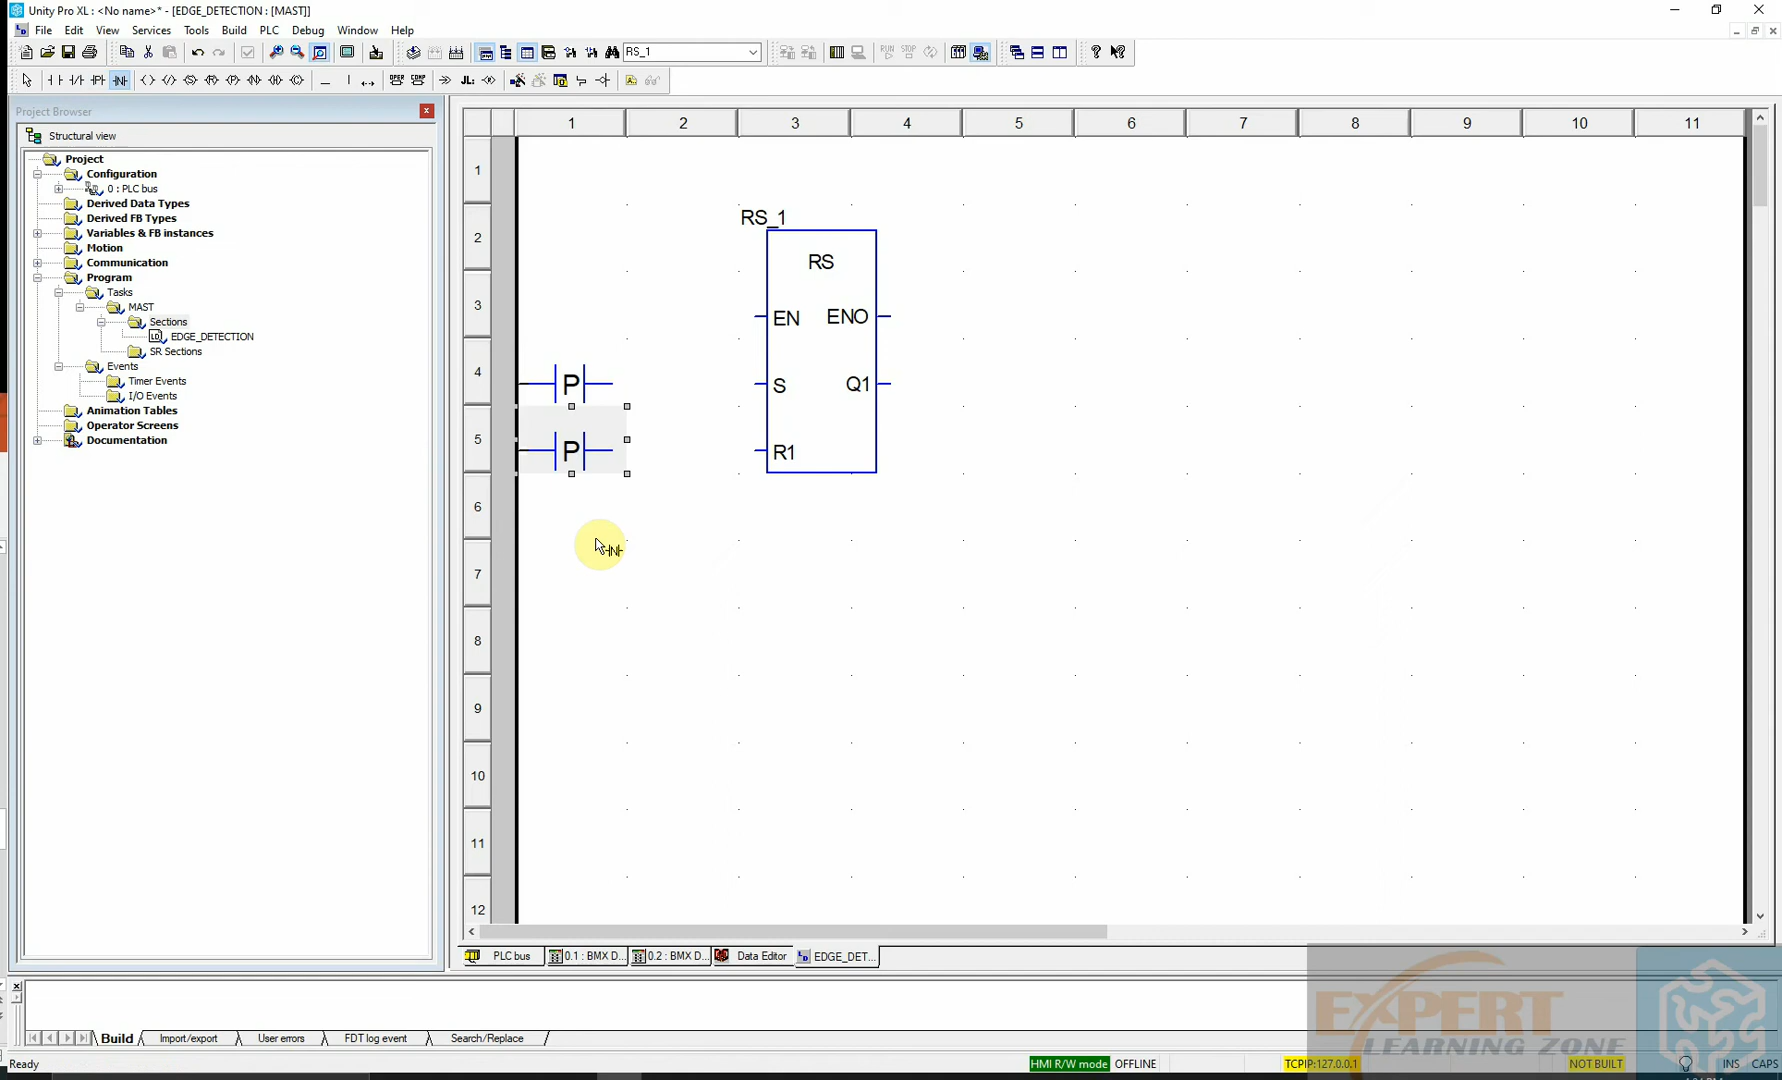 Unity Pro XL : <No name>* - [EDGE_DETECTION : [MAST]]
File Edit View Services Tools Build PLC Debug Window Help
RS_1
Project Browser
Structural view
Project
Configuration
0 : PLC bus
Derived Data Types
Derived FB Types
Variables & FB instances
Motion
Communication
Program
Tasks
MAST
Sections
EDGE_DETECTION
SR Sections
Events
Timer Events
I/O Events
Animation Tables
Operator Screens
Documentation
1 2 3 4 5 6 7 8 9 10 11
1
2
3
4
5
6
7
8
9
10
11
12
RS_1
RS
EN ENO
S Q1
R1
P
P
PLC bus 0.1 : BMX D... 0.2 : BMX D... Data Editor EDGE_DET...
Build Import/export User errors FDT log event Search/Replace
EXPERT
LEARNING ZONE
Ready HMI R/W mode OFFLINE TCPIP:127.0.0.1 NOT BUILT INS CAPS